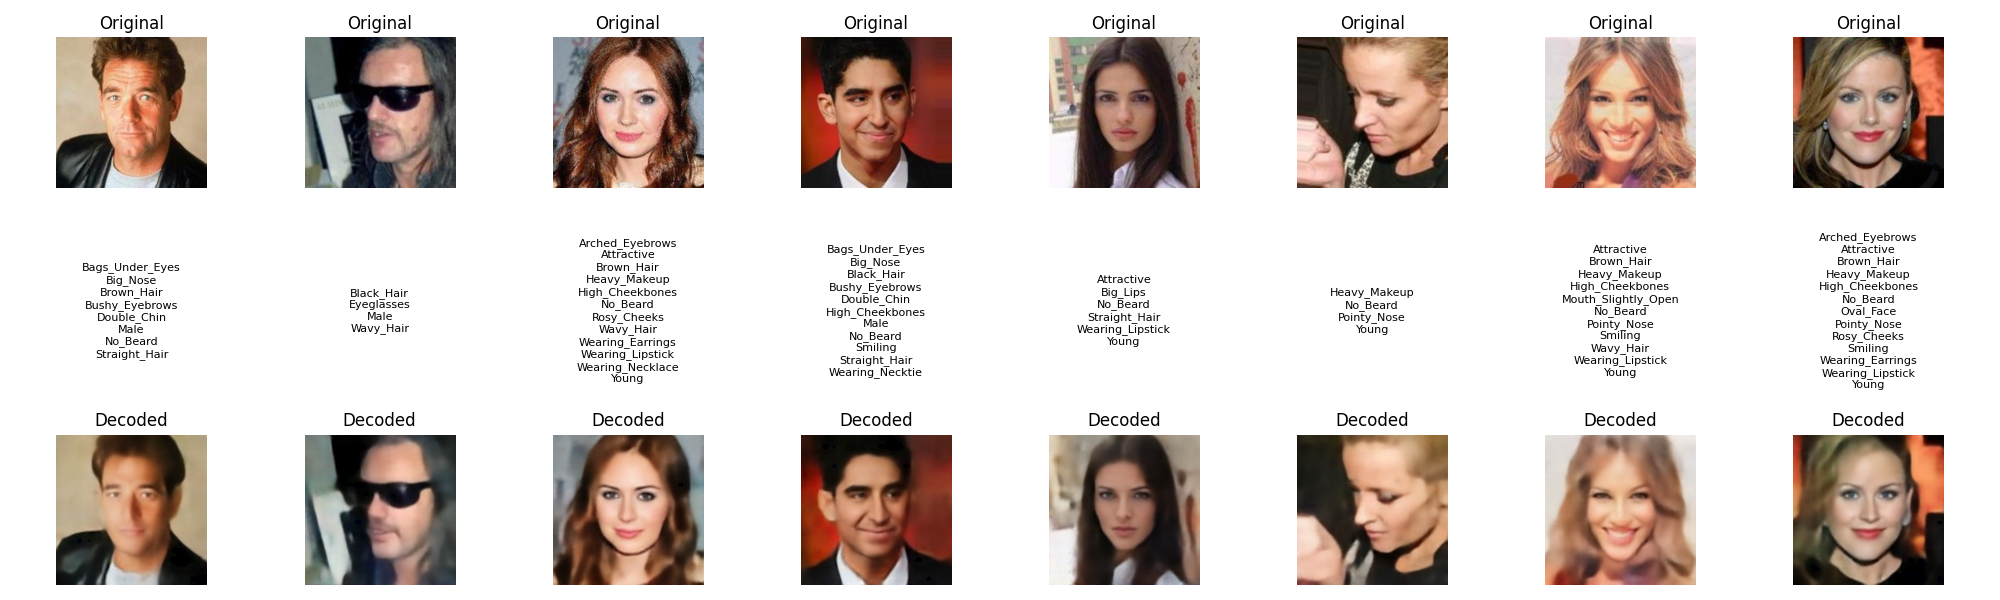 Original
Original
Original
Original
Original
Original
Original
Original
Bags_Under_Eyes
Big_Nose
Brown_Hair
Bushy_Eyebrows
Double_Chin
Male
No_Beard
Straight_Hair
Black_Hair
Eyeglasses
Male
Wavy_Hair
Arched_Eyebrows
Attractive
Brown_Hair
Heavy_Makeup
High_Cheekbones
No_Beard
Rosy_Cheeks
Wavy_Hair
Wearing_Earrings
Wearing_Lipstick
Wearing_Necklace
Young
Bags_Under_Eyes
Big_Nose
Black_Hair
Bushy_Eyebrows
Double_Chin
High_Cheekbones
Male
No_Beard
Smiling
Straight_Hair
Wearing_Necktie
Attractive
Big_Lips
No_Beard
Straight_Hair
Wearing_Lipstick
Young
Heavy_Makeup
No_Beard
Pointy_Nose
Young
Attractive
Brown_Hair
Heavy_Makeup
High_Cheekbones
Mouth_Slightly_Open
No_Beard
Pointy_Nose
Smiling
Wavy_Hair
Wearing_Lipstick
Young
Arched_Eyebrows
Attractive
Brown_Hair
Heavy_Makeup
High_Cheekbones
No_Beard
Oval_Face
Pointy_Nose
Rosy_Cheeks
Smiling
Wearing_Earrings
Wearing_Lipstick
Young
Decoded
Decoded
Decoded
Decoded
Decoded
Decoded
Decoded
Decoded